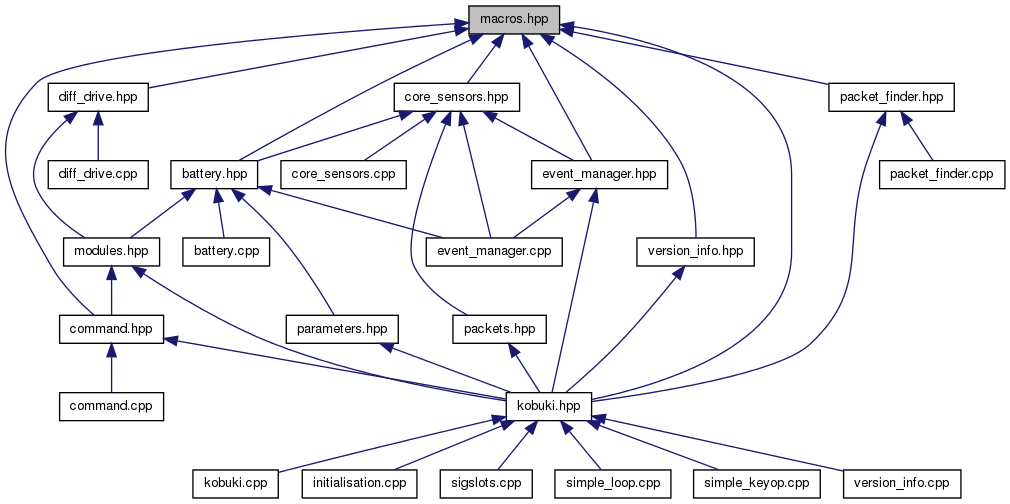 macros.hpp
diff_drive.hpp
core_sensors.hpp
packet_finder.hpp
diff_drive.cpp
battery.hpp
core_sensors.cpp
event_manager.hpp
packet_finder.cpp
modules.hpp
battery.cpp
event_manager.cpp
version_info.hpp
command.hpp
parameters.hpp
packets.hpp
command.cpp
kobuki.hpp
kobuki.cpp
initialisation.cpp
sigslots.cpp
simple_loop.cpp
simple_keyop.cpp
version_info.cpp